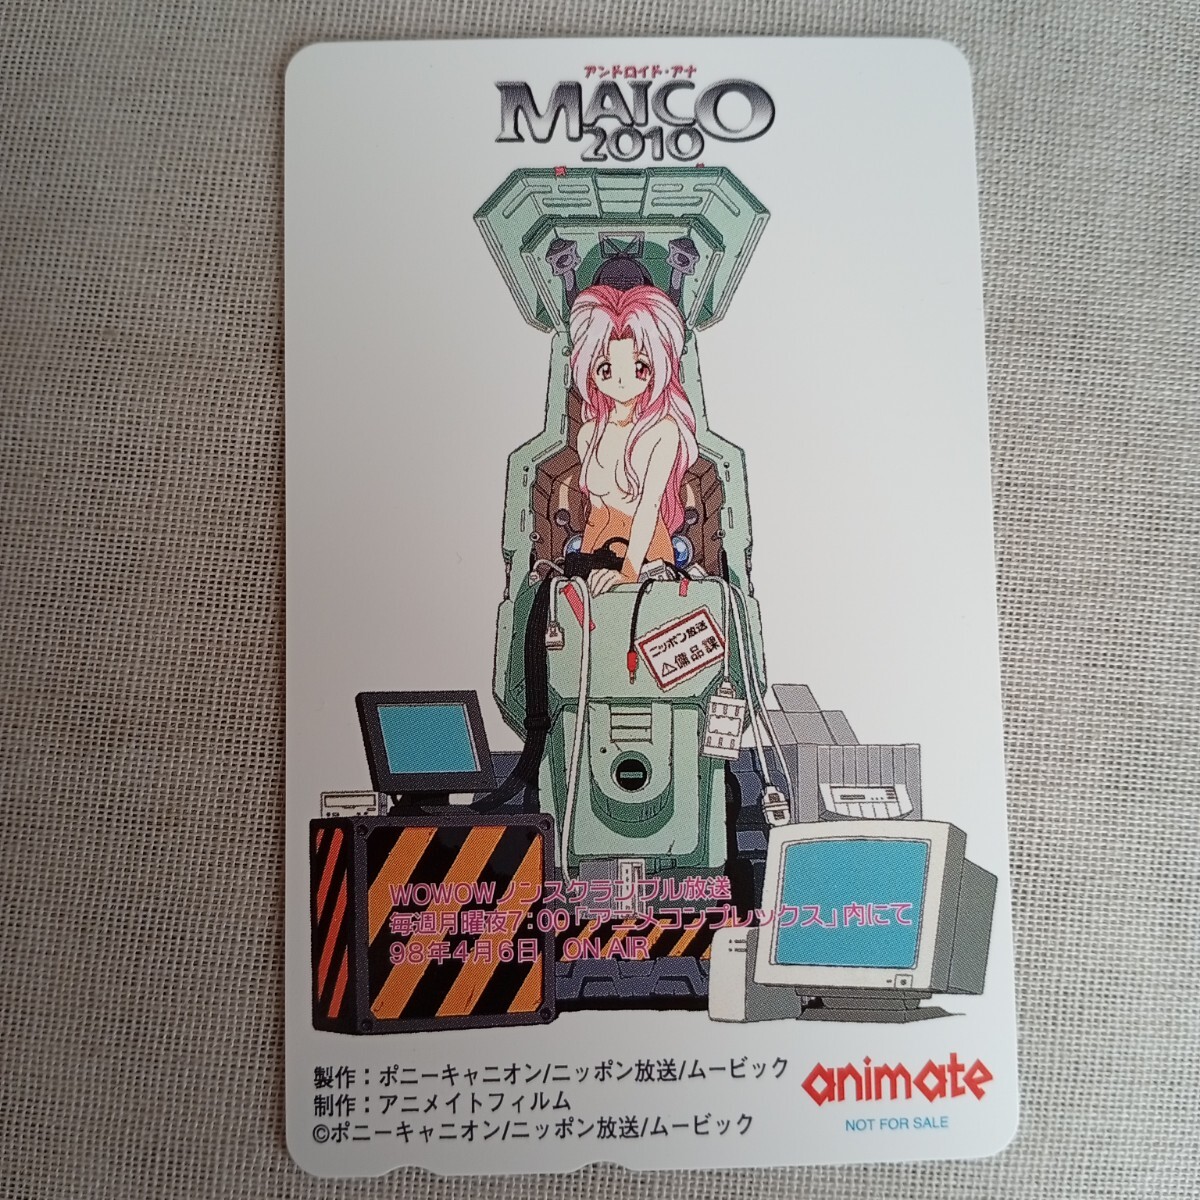 アンドロイド・アナ
MAICO
2010
ニッポン放送
⚠備品課
WOWOWノンスクランブル放送
毎週月曜夜7:00「アニメコンプレックス」内にて
98年4月6日 ON AIR
製作：ポニーキャニオン/ニッポン放送/ムービック
制作：アニメイトフィルム
©ポニーキャニオン/ニッポン放送/ムービック
animate
NOT FOR SALE